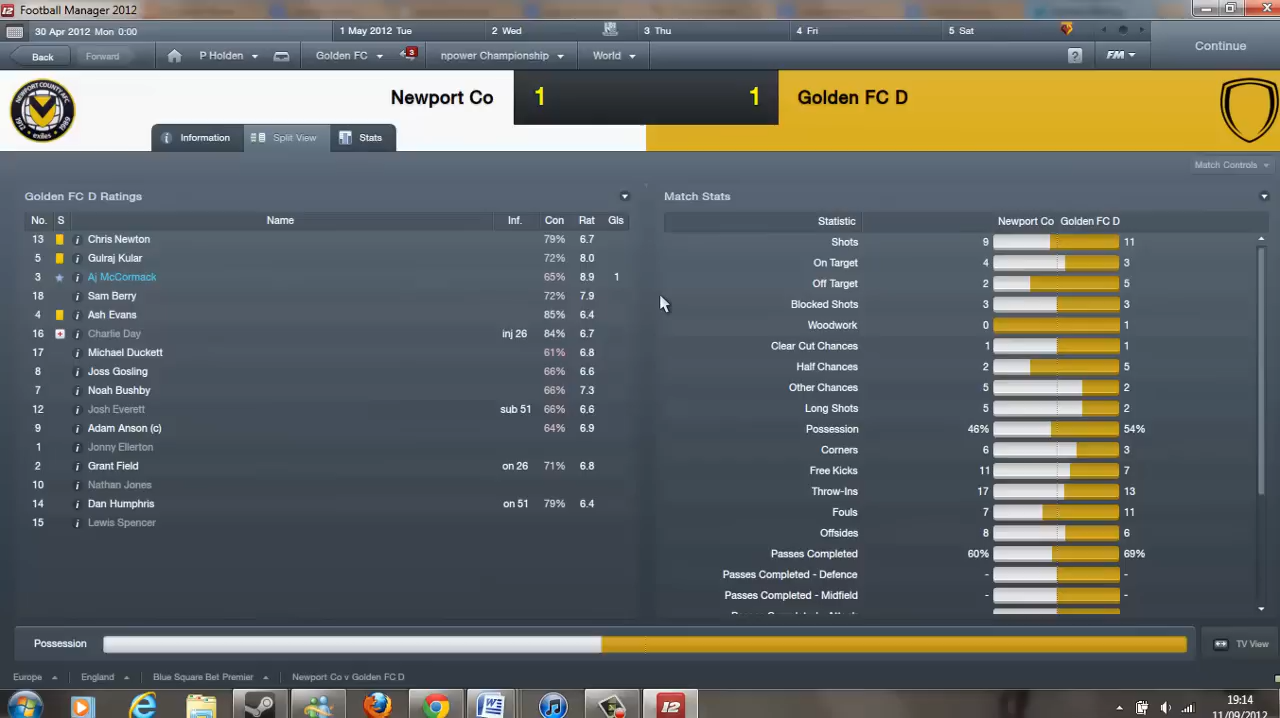 Football Manager 2012
30 Apr 2012 Mon 0:00
1 May 2012 Tue
2 Wed
3 Thu
4 Fri
5 Sat
Continue
Back
Forward
P Holden
Golden FC
3
npower Championship
World
?
FM
NEWPORT COUNTY AFC
1912 1989
exiles
Newport Co
1
1
Golden FC D
Information
Split View
Stats
Match Controls
Golden FC D Ratings
No. S Name Inf. Con Rat Gls
13 i Chris Newton 79% 6.7
5 i Gulraj Kular 72% 8.0
3 i Aj McCormack 65% 8.9 1
18 i Sam Berry 72% 7.9
4 i Ash Evans 85% 6.4
16 i Charlie Day inj 26 84% 6.7
17 i Michael Duckett 61% 6.8
8 i Joss Gosling 66% 6.6
7 i Noah Bushby 66% 7.3
12 i Josh Everett sub 51 66% 6.6
9 i Adam Anson (c) 64% 6.9
1 i Jonny Ellerton
2 i Grant Field on 26 71% 6.8
10 i Nathan Jones
14 i Dan Humphris on 51 79% 6.4
15 i Lewis Spencer
Match Stats
Statistic Newport Co Golden FC D
Shots 9 11
On Target 4 3
Off Target 2 5
Blocked Shots 3 3
Woodwork 0 1
Clear Cut Chances 1 1
Half Chances 2 5
Other Chances 5 2
Long Shots 5 2
Possession 46% 54%
Corners 6 3
Free Kicks 11 7
Throw-Ins 17 13
Fouls 7 11
Offsides 8 6
Passes Completed 60% 69%
Passes Completed - Defence - -
Passes Completed - Midfield - -
Possession
TV View
Europe
England
Blue Square Bet Premier
Newport Co v Golden FC D
12
19:14
11/09/2012